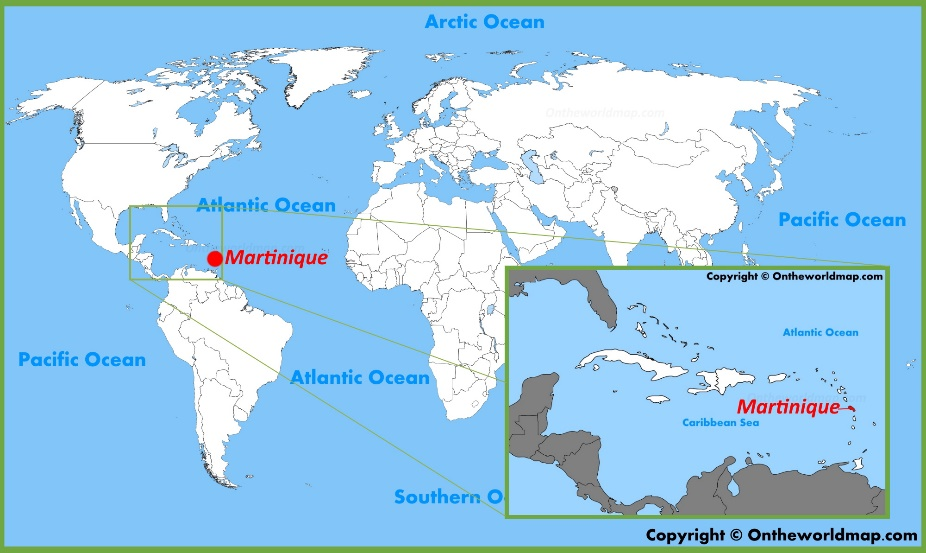 Arctic Ocean
Ontheworldmap.com
Atlantic Ocean
Pacific Ocean
Martinique
Copyright © Ontheworldmap.com
Atlantic Ocean
Pacific Ocean
Atlantic Ocean
Martinique
Caribbean Sea
Southern O
Copyright © Ontheworldmap.com